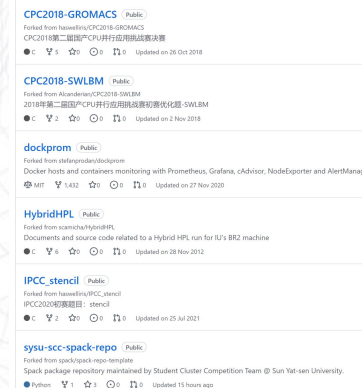 CPC2018-GROMACS Public
Forked from haswelliris/CPC2018-GROMACS
CPC2018第二届国产CPU并行应用挑战赛决赛
C 5 0 0 0 Updated on 26 Oct 2018
CPC2018-SWLBM Public
Forked from Alcanderian/CPC2018-SWLBM
2018年第二届国产CPU并行应用挑战赛初赛优化题-SWLBM
C 2 0 0 0 Updated on 2 Nov 2018
dockprom Public
Forked from stefanprodan/dockprom
Docker hosts and containers monitoring with Prometheus, Grafana, cAdvisor, NodeExporter and AlertManag
MIT 1,432 0 0 0 Updated on 27 Nov 2020
HybridHPL Public
Forked from scamicha/HybridHPL
Documents and source code related to a Hybrid HPL run for IU's BR2 machine
C 6 0 0 0 Updated on 28 Nov 2012
IPCC_stencil Public
Forked from haswelliris/IPCC_stencil
IPCC2020初赛题目：stencil
C 2 0 0 0 Updated on 25 Jul 2021
sysu-scc-spack-repo Public
Forked from spack/spack-repo-template
Spack package repository maintained by Student Cluster Competition Team @ Sun Yat-sen University.
Python 1 3 0 0 Updated 15 hours ago